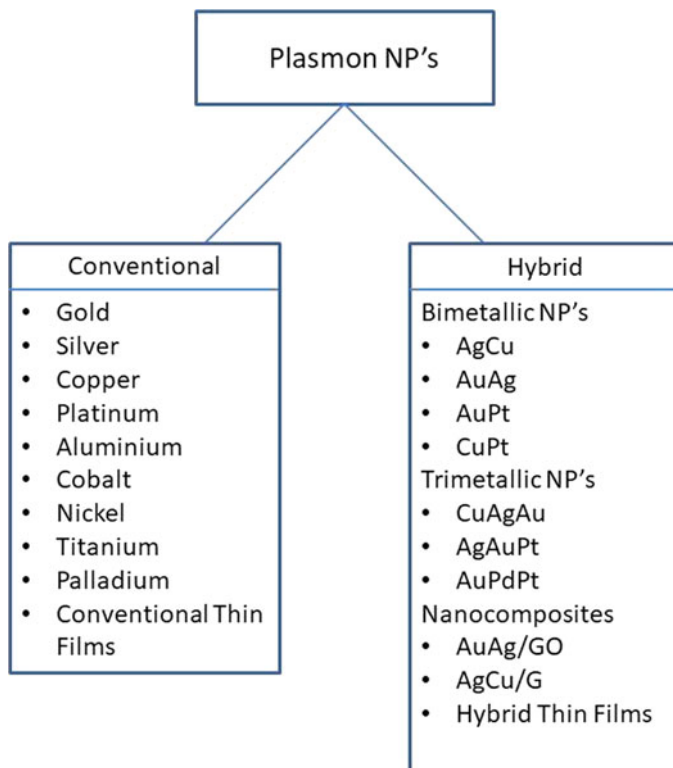 Plasmon NP's
Conventional
• Gold
• Silver
• Copper
• Platinum
• Aluminium
• Cobalt
• Nickel
• Titanium
• Palladium
• Conventional Thin
Films
Hybrid
Bimetallic NP's
• AgCu
• AuAg
• AuPt
• CuPt
Trimetallic NP's
• CuAgAu
• AgAuPt
• AuPdPt
Nanocomposites
• AuAg/GO
• AgCu/G
• Hybrid Thin Films